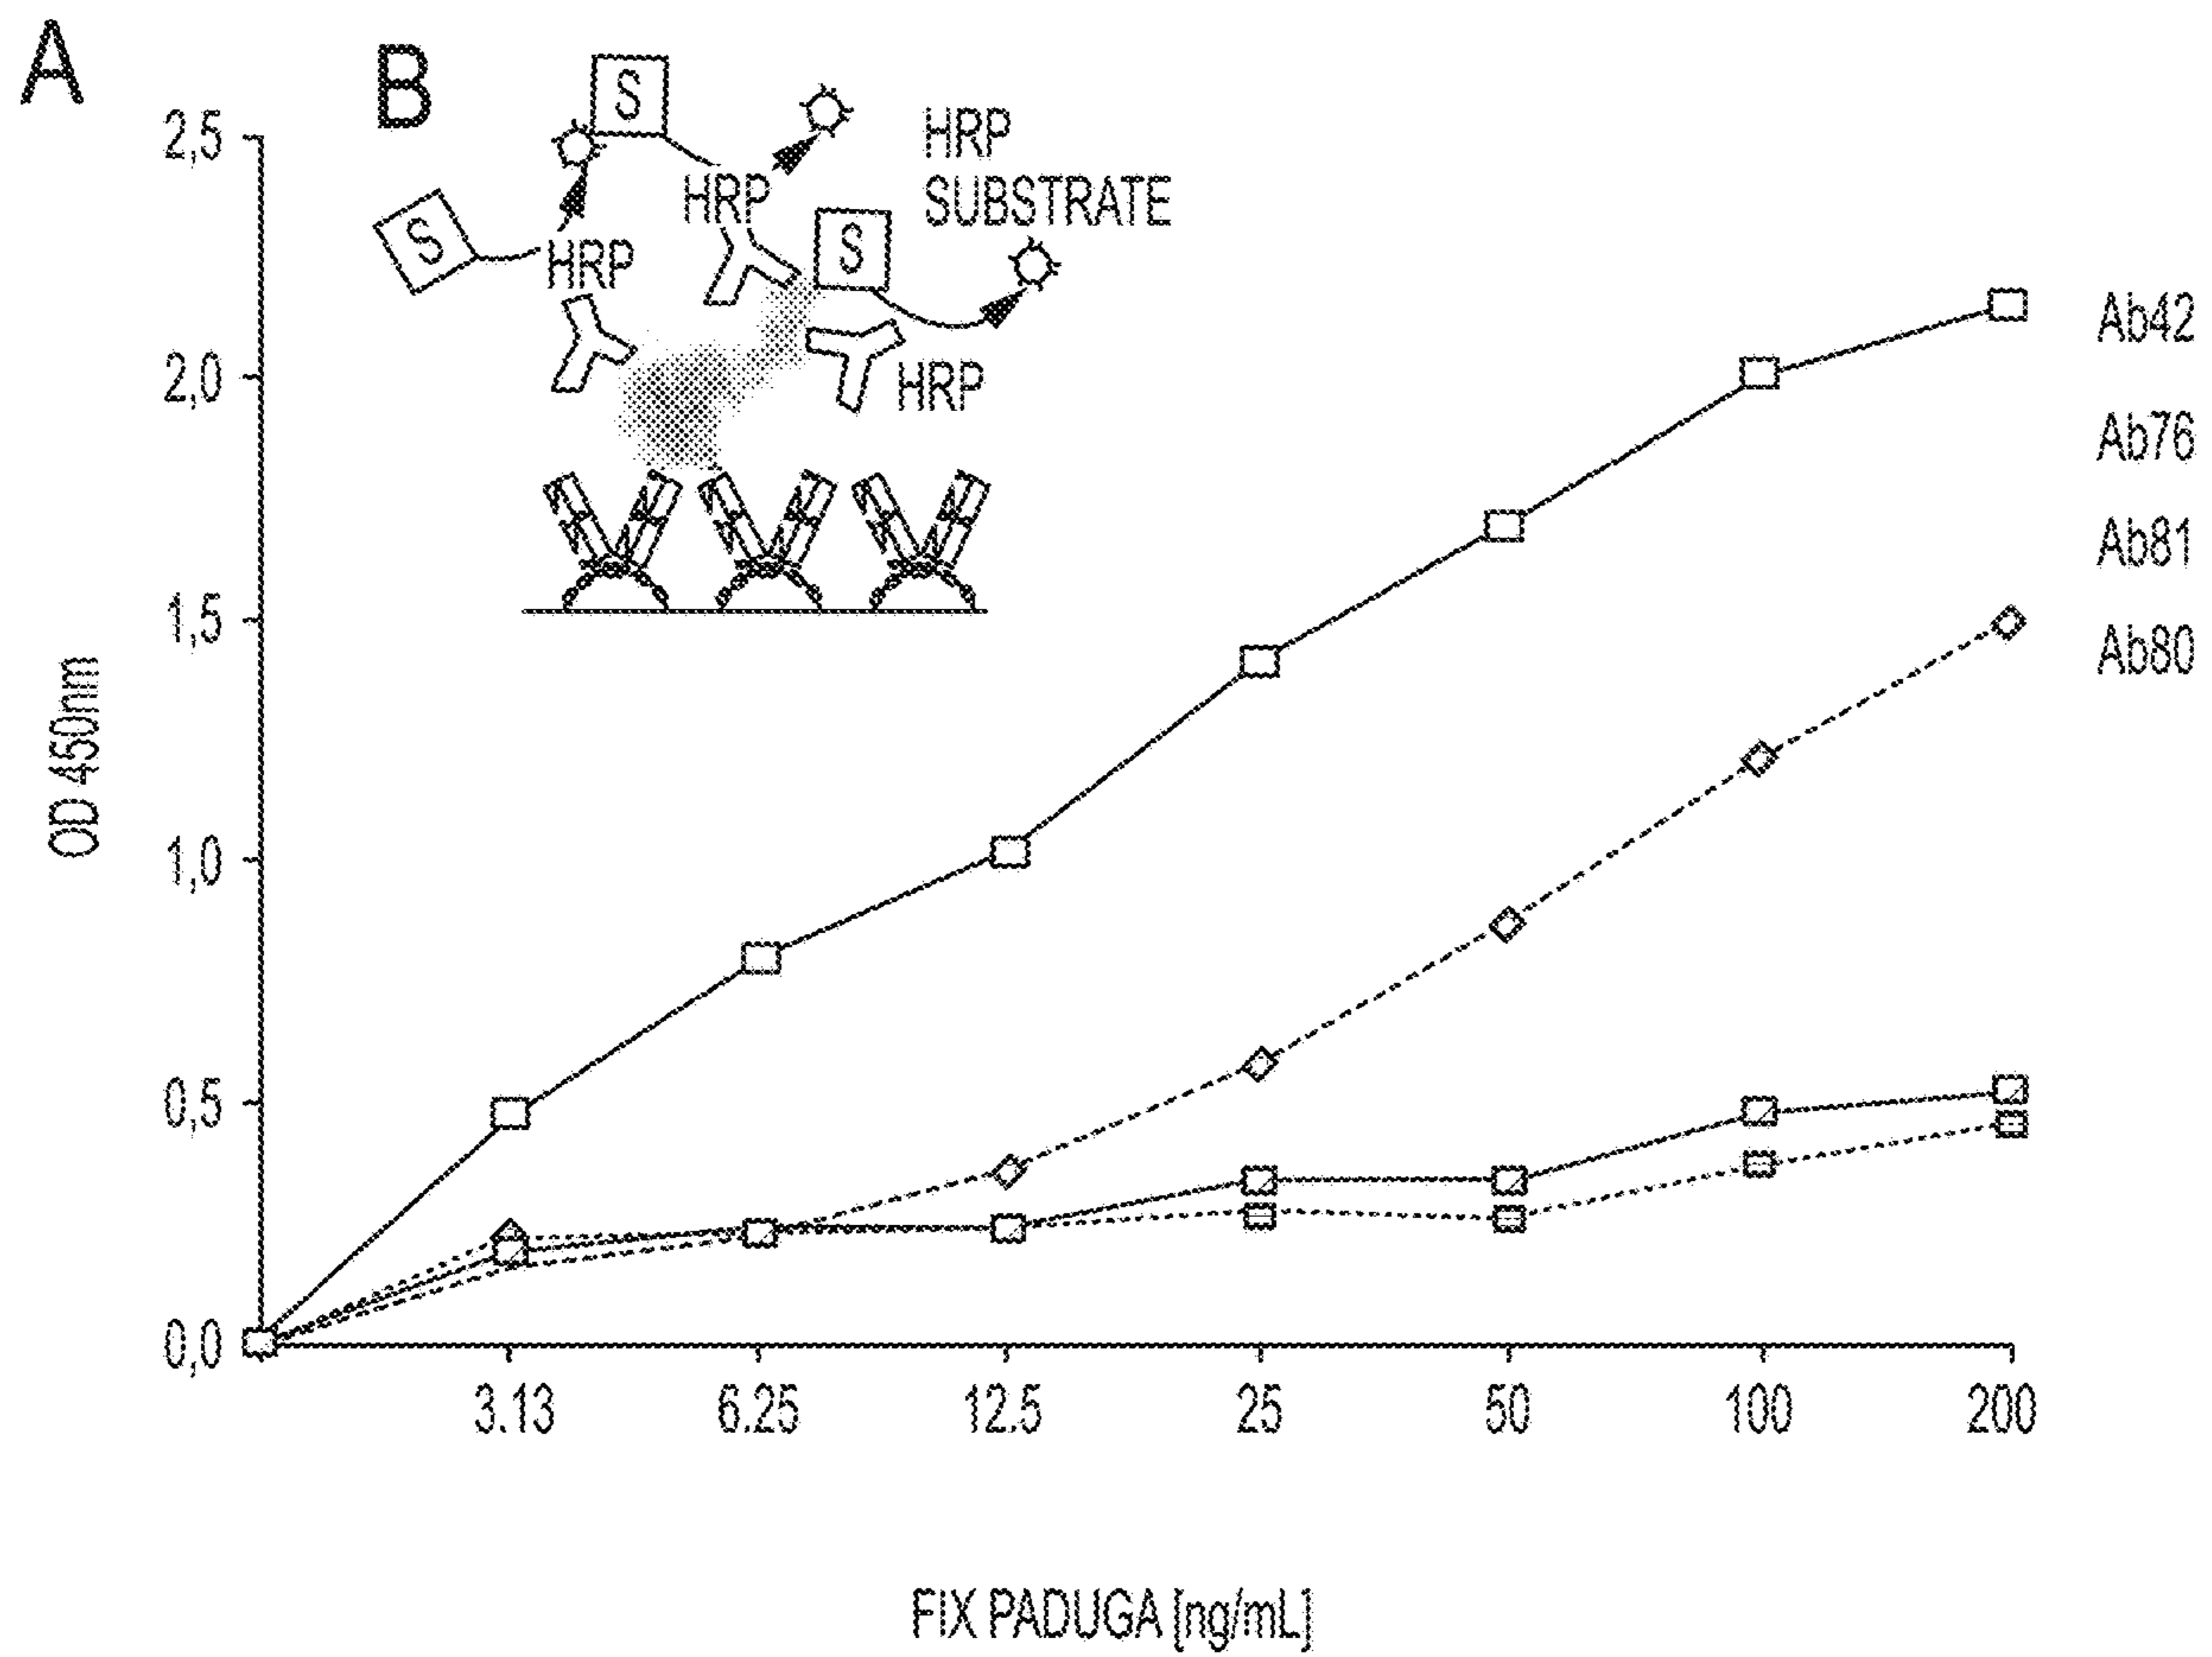 A
B
S
HRP
SUBSTRATE
HRP
S
S
HRP
HRP
2,5
2,0
1,5
1,0
0,5
0,0
OD 450nm
Ab42
Ab76
Ab81
Ab80
3.13 6.25 12.5 25 50 100 200
FIX PADUGA [ng/mL]